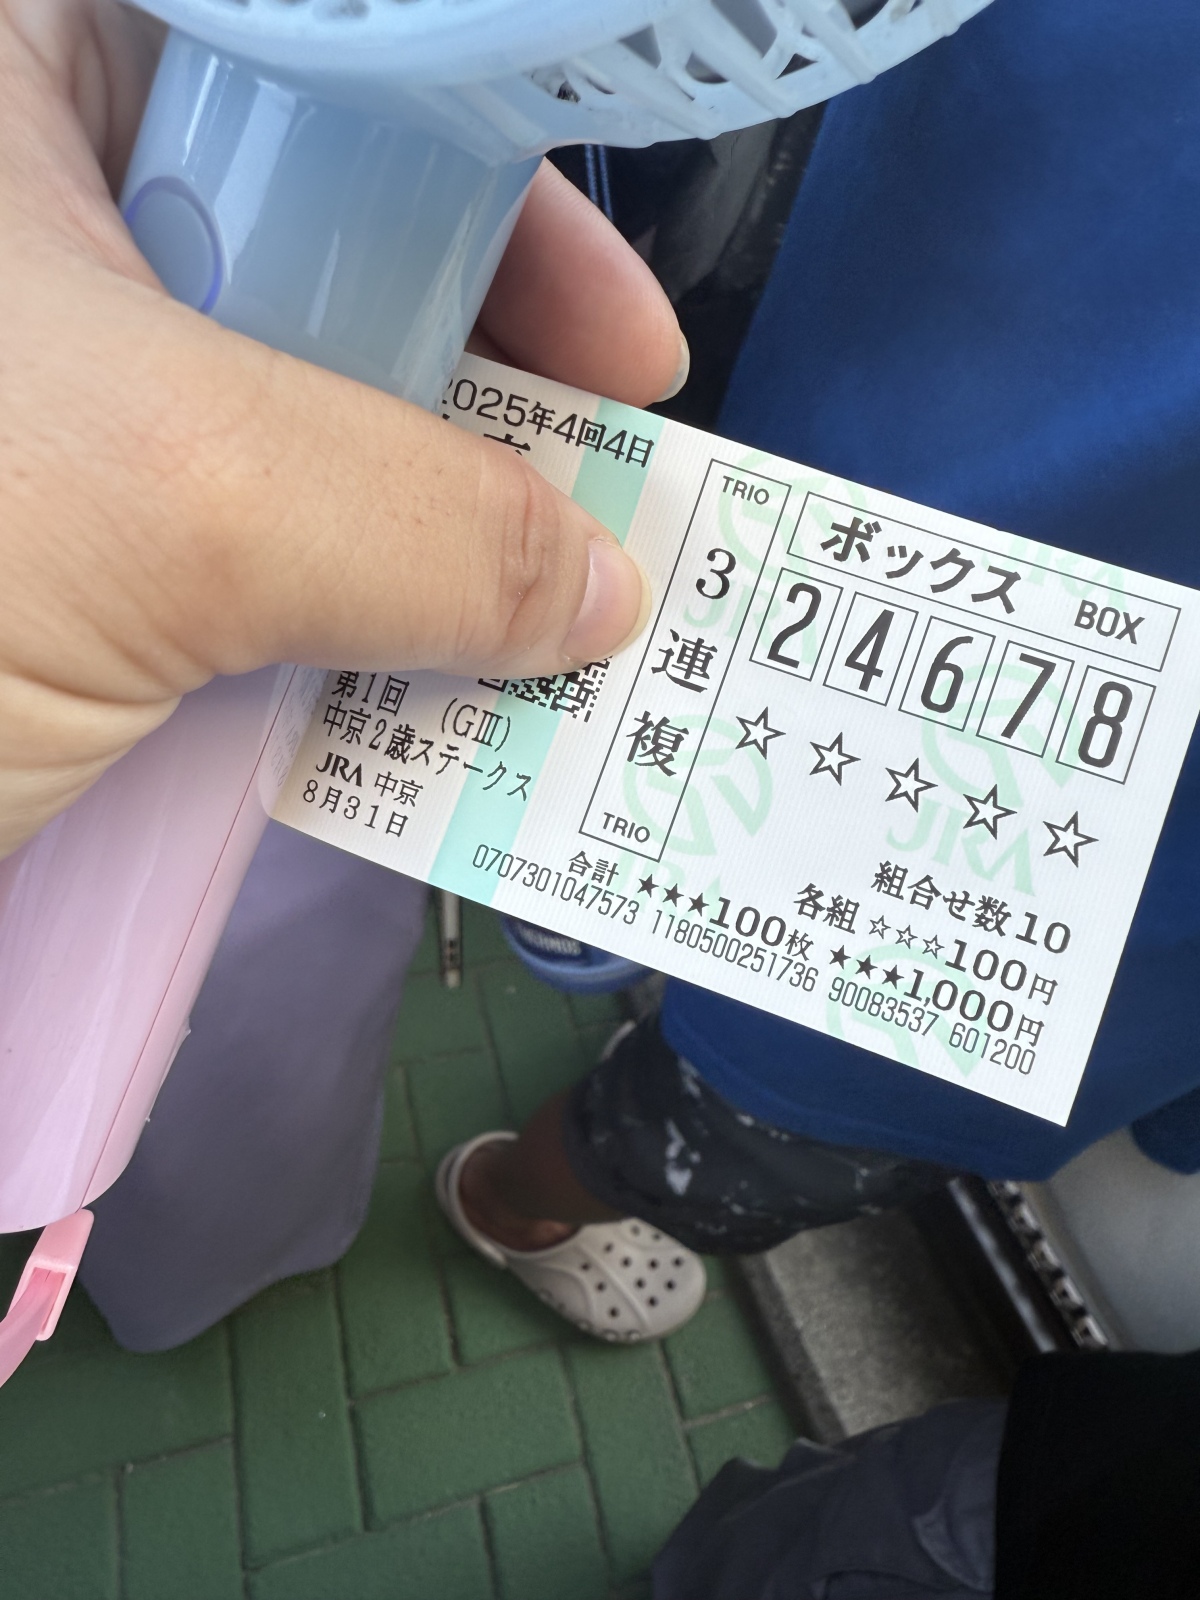 2025年4回4日
第1回 (GⅢ)
中京2歳ステークス
JRA 中京
8月31日
TRIO
3連複
TRIO
ボックス BOX
2 4 6 7 8
☆ ☆ ☆ ☆ ☆
組合せ数10
各組 ☆☆☆100円
合計 ★★★100枚 ★★★1,000円
0707301047573 1180500251736 90083537 601200